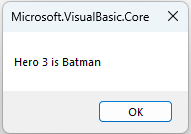 Microsoft.VisualBasic.Core
Hero 3 is Batman
OK